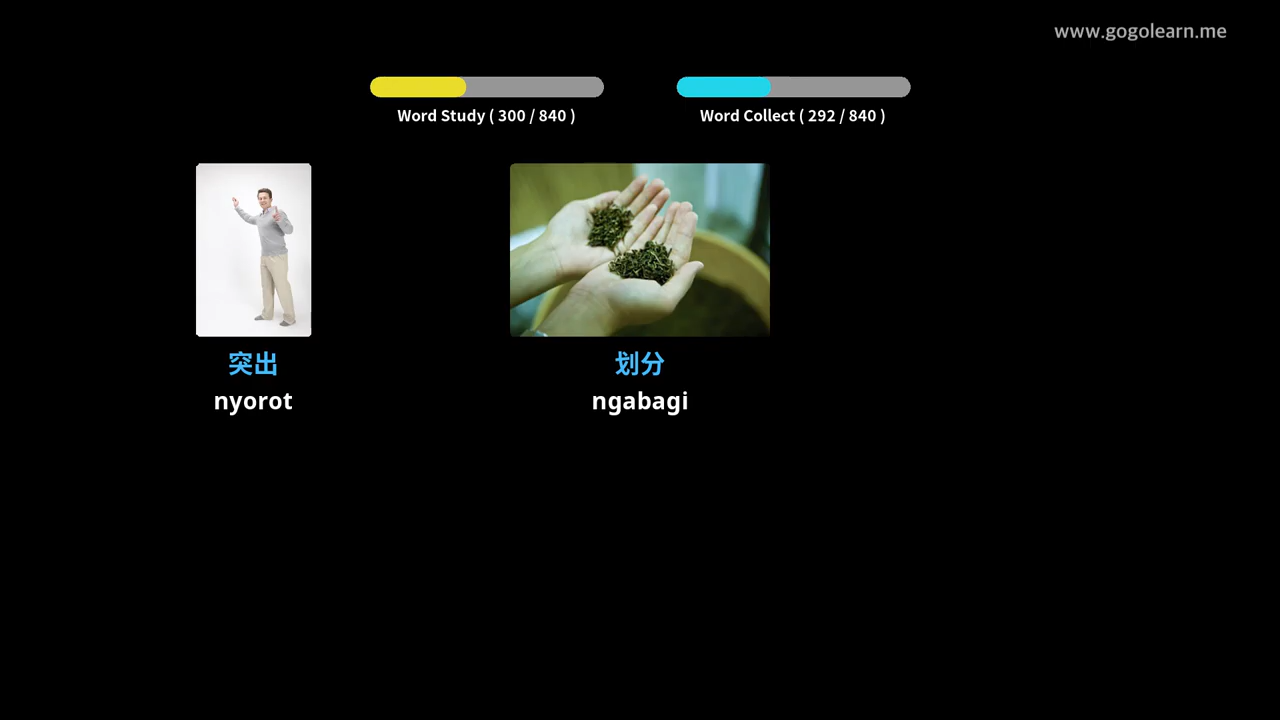 www.gogolearn.me
Word Study ( 300 / 840 )
Word Collect ( 292 / 840 )
突出
nyorot
划分
ngabagi